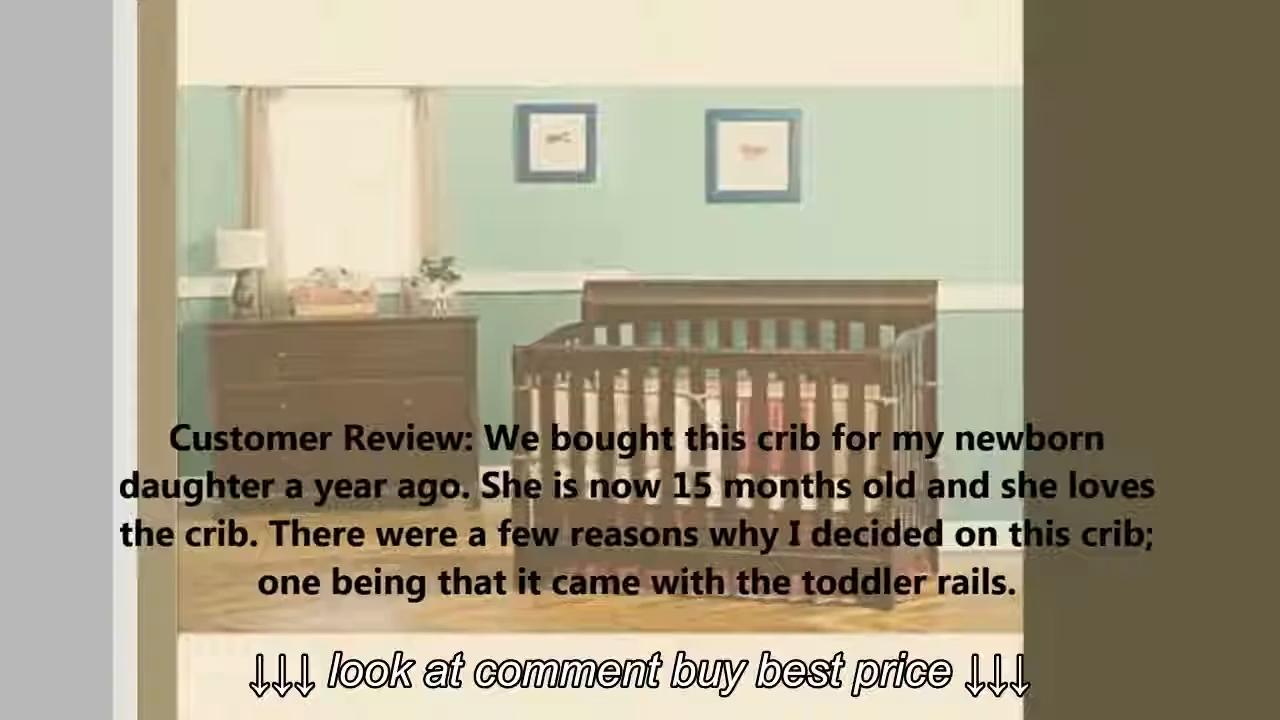 Customer Review: We bought this crib for my newborn
daughter a year ago. She is now 15 months old and she loves
the crib. There were a few reasons why I decided on this crib;
one being that it came with the toddler rails.
↓↓↓ look at comment buy best price ↓↓↓